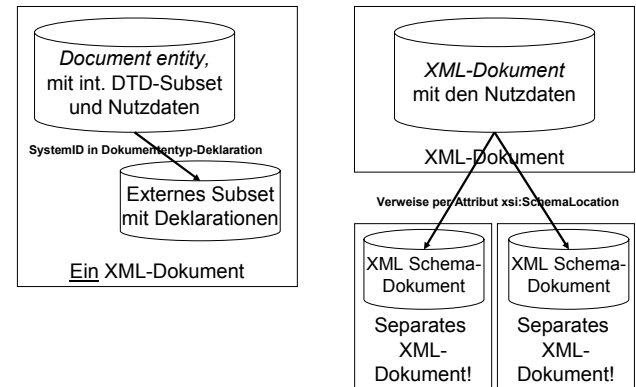 Document entity,
mit int. DTD-Subset
und Nutzdaten
SystemID in Dokumententyp-Deklaration
Externes Subset
mit Deklarationen
Ein XML-Dokument
XML-Dokument
mit den Nutzdaten
XML-Dokument
Verweise per Attribut xsi:SchemaLocation
XML Schema-
Dokument
Separates
XML-
Dokument!
XML Schema-
Dokument
Separates
XML-
Dokument!